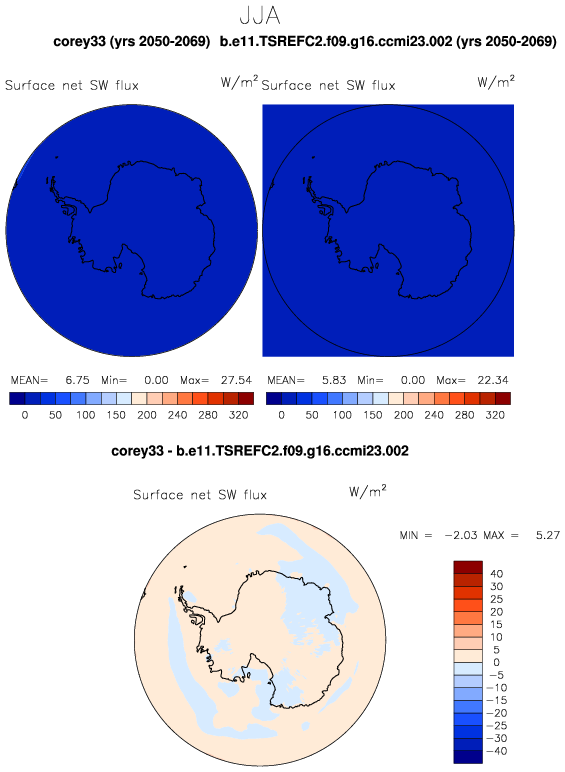 JJA
corey33 (yrs 2050-2069) b.e11.TSREFC2.f09.g16.ccmi23.002 (yrs 2050-2069)
Surface net SW flux W/m² Surface net SW flux W/m²
MEAN= 6.75 Min= 0.00 Max= 27.54 MEAN= 5.83 Min= 0.00 Max= 22.34
0 50 100 150 200 240 280 320 0 50 100 150 200 240 280 320
corey33 - b.e11.TSREFC2.f09.g16.ccmi23.002
Surface net SW flux W/m²
MIN = -2.03 MAX = 5.27
40
30
25
20
15
10
5
0
-5
-10
-15
-20
-25
-30
-40